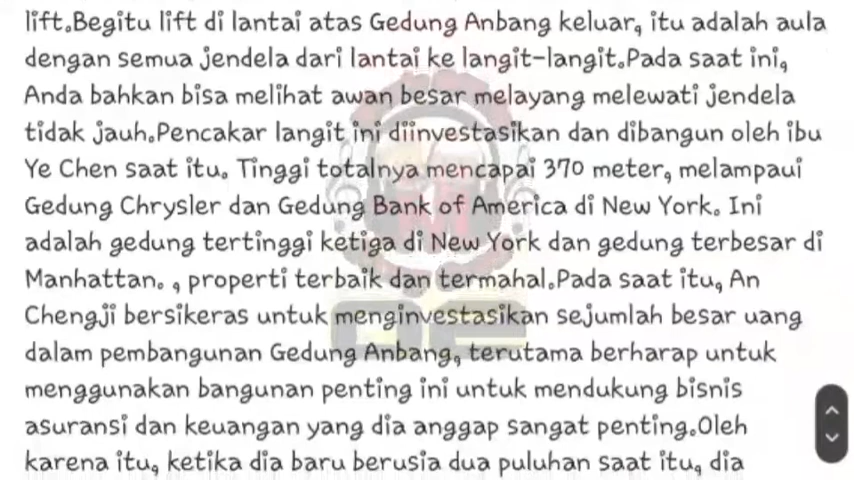 lift.Begitu lift di lantai atas Gedung Anbang keluar, itu adalah aula
dengan semua jendela dari lantai ke langit-langit.Pada saat ini,
Anda bahkan bisa melihat awan besar melayang melewati jendela
tidak jauh.Pencakar langit ini diinvestasikan dan dibangun oleh ibu
Ye Chen saat itu. Tinggi totalnya mencapai 370 meter, melampaui
Gedung Chrysler dan Gedung Bank of America di New York. Ini
adalah gedung tertinggi ketiga di New York dan gedung terbesar di
Manhattan. , properti terbaik dan termahal.Pada saat itu, An
Chengji bersikeras untuk menginvestasikan sejumlah besar uang
dalam pembangunan Gedung Anbang, terutama berharap untuk
menggunakan bangunan penting ini untuk mendukung bisnis
asuransi dan keuangan yang dia anggap sangat penting.Oleh
karena itu, ketika dia baru berusia dua puluhan saat itu, dia